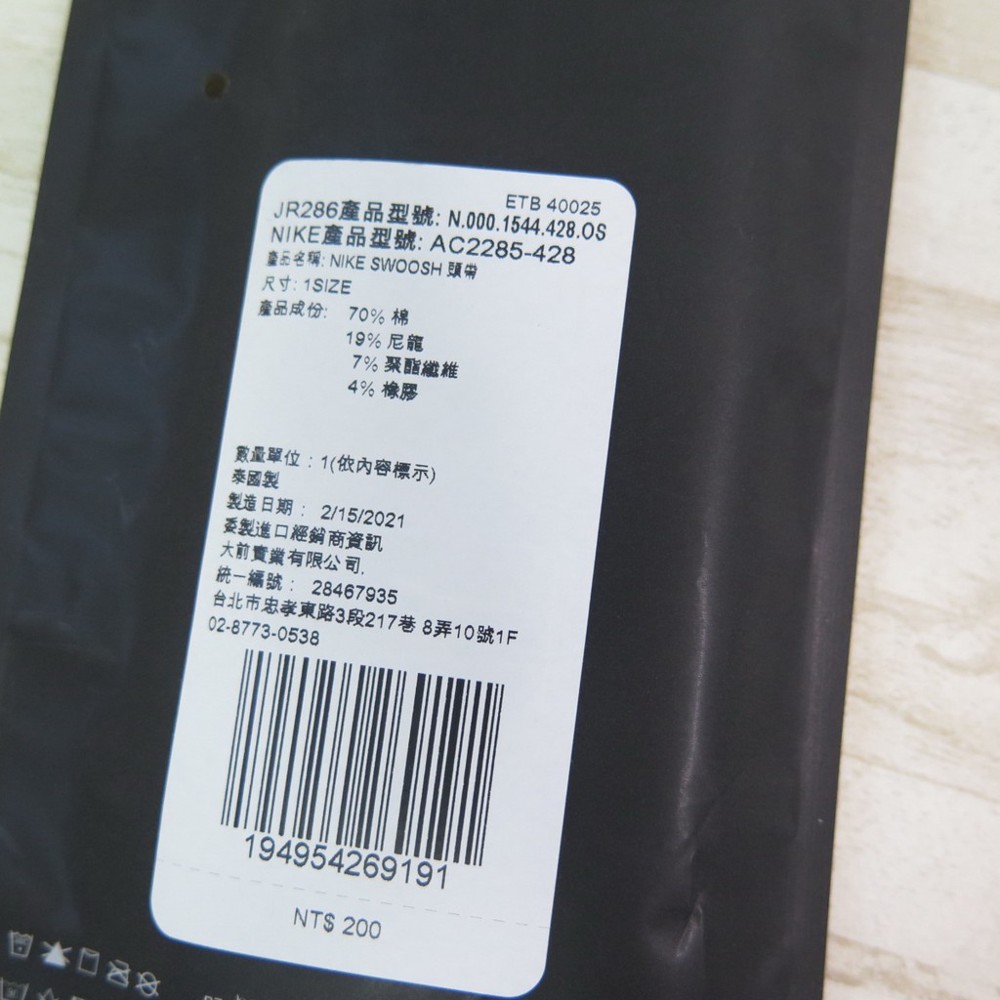 ETB 40025
JR286產品型號: N.000.1544.428.OS
NIKE產品型號: AC2285-428
產品名稱: NIKE SWOOSH 頭帶
尺寸: 1SIZE
產品成份: 70% 棉
19% 尼龍
7% 聚酯纖維
4% 橡膠
數量單位 : 1(依內容標示)
泰國製
製造日期 : 2/15/2021
委製進口經銷商資訊
大前實業有限公司.
統一編號 : 28467935
台北市忠孝東路3段217巷 8弄10號1F
02-8773-0538
194954269191
NT$ 200